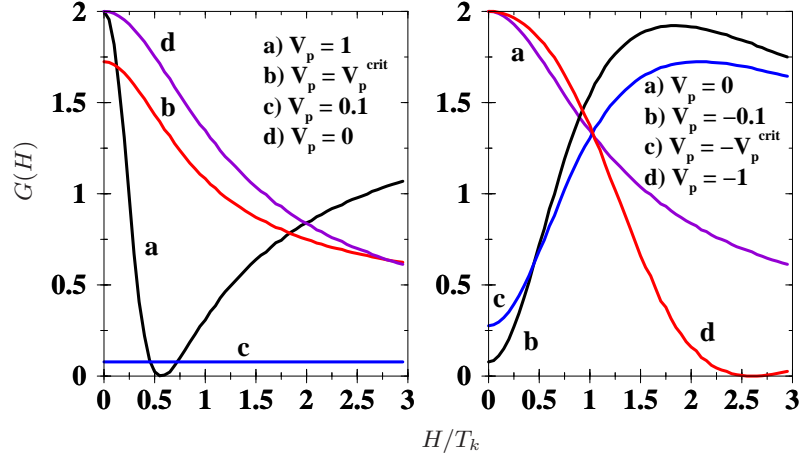 G(H)
2
1.5
1
0.5
0
0 0.5 1 1.5 2 2.5 3
a) V_p = 1
b) V_p = V_p^crit
c) V_p = 0.1
d) V_p = 0
d
b
a
c
2
1.5
1
0.5
0
0 0.5 1 1.5 2 2.5 3
a) V_p = 0
b) V_p = −0.1
c) V_p = −V_p^crit
d) V_p = −1
a
c
b
d
H/T_k